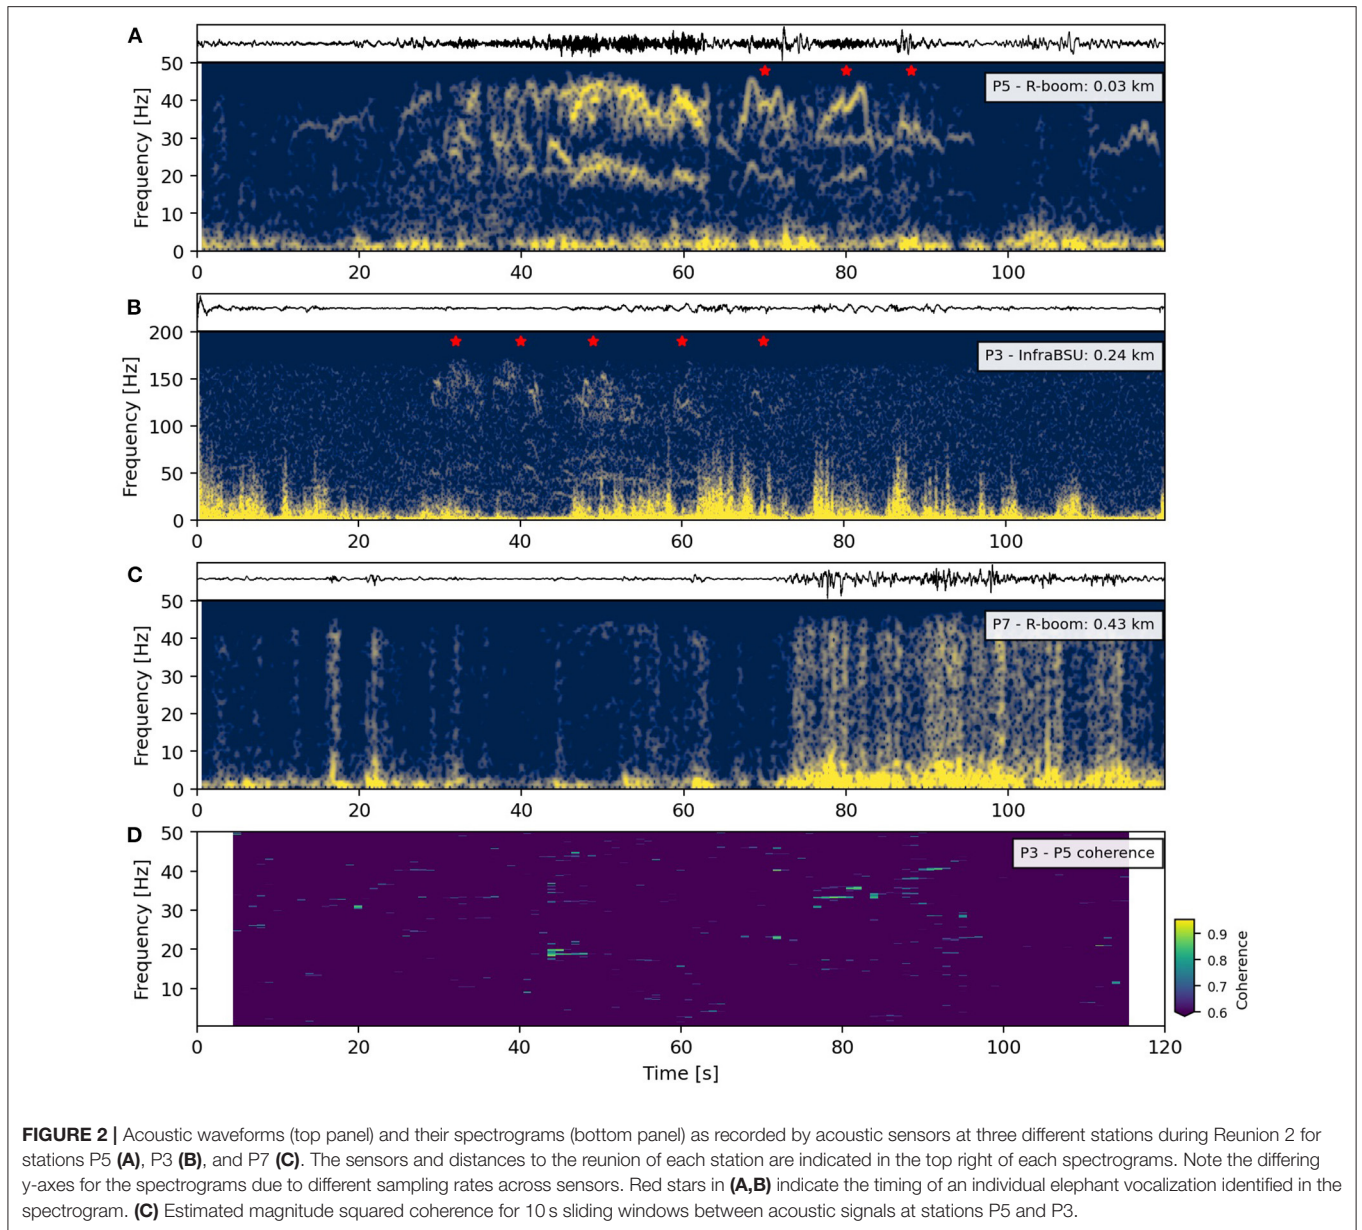 A
P5 - R-boom: 0.03 km
50
40
30
20
10
0
Frequency [Hz]
0 20 40 60 80 100
B
P3 - InfraBSU: 0.24 km
200
150
100
50
0
Frequency [Hz]
0 20 40 60 80 100
C
P7 - R-boom: 0.43 km
50
40
30
20
10
0
Frequency [Hz]
0 20 40 60 80 100
D
P3 - P5 coherence
50
40
30
20
10
Frequency [Hz]
0 20 40 60 80 100 120
Time [s]
0.9
0.8
0.7
0.6
Coherence
FIGURE 2 | Acoustic waveforms (top panel) and their spectrograms (bottom panel) as recorded by acoustic sensors at three different stations during Reunion 2 for
stations P5 (A), P3 (B), and P7 (C). The sensors and distances to the reunion of each station are indicated in the top right of each spectrograms. Note the differing
y-axes for the spectrograms due to different sampling rates across sensors. Red stars in (A,B) indicate the timing of an individual elephant vocalization identified in the
spectrogram. (C) Estimated magnitude squared coherence for 10 s sliding windows between acoustic signals at stations P5 and P3.